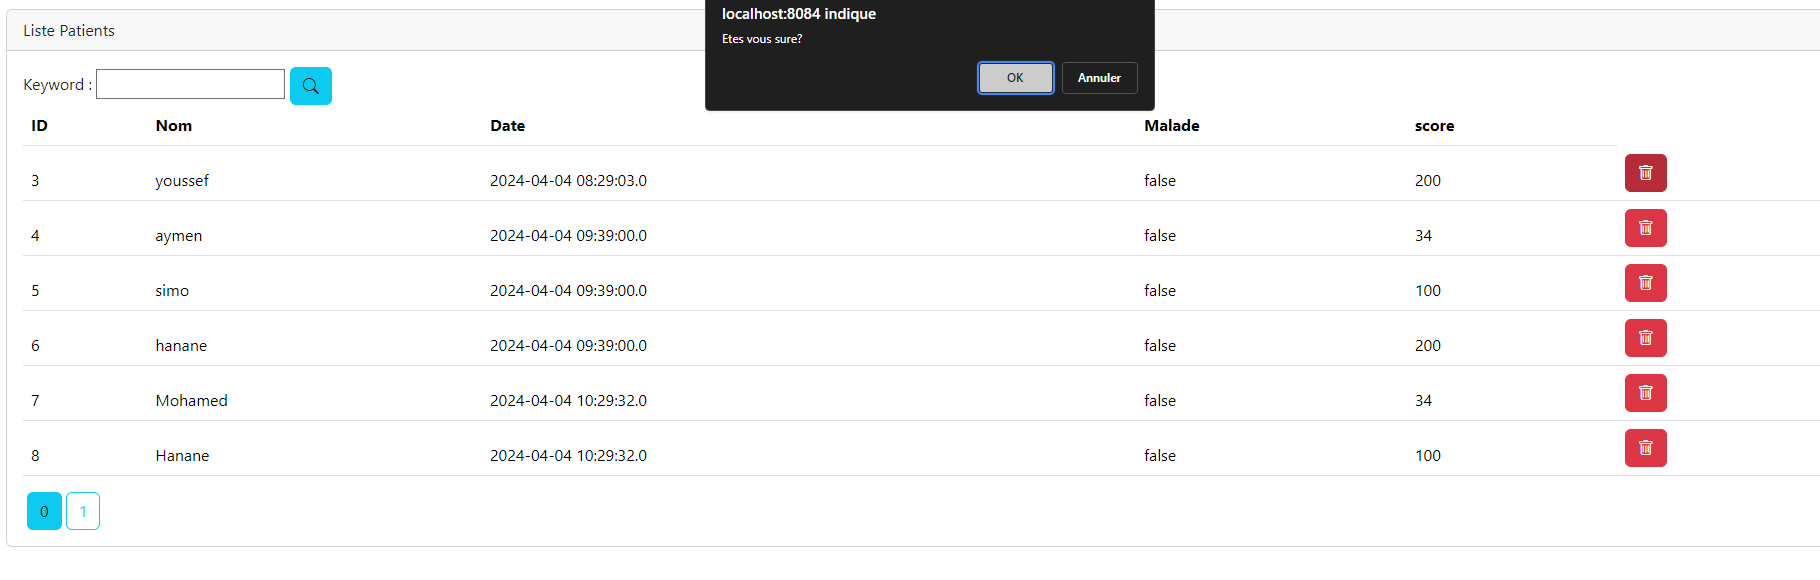 localhost:8084 indique
Etes vous sure?
OK Annuler
Liste Patients
Keyword :
ID Nom Date Malade score
3 youssef 2024-04-04 08:29:03.0 false 200
4 aymen 2024-04-04 09:39:00.0 false 34
5 simo 2024-04-04 09:39:00.0 false 100
6 hanane 2024-04-04 09:39:00.0 false 200
7 Mohamed 2024-04-04 10:29:32.0 false 34
8 Hanane 2024-04-04 10:29:32.0 false 100
0 1